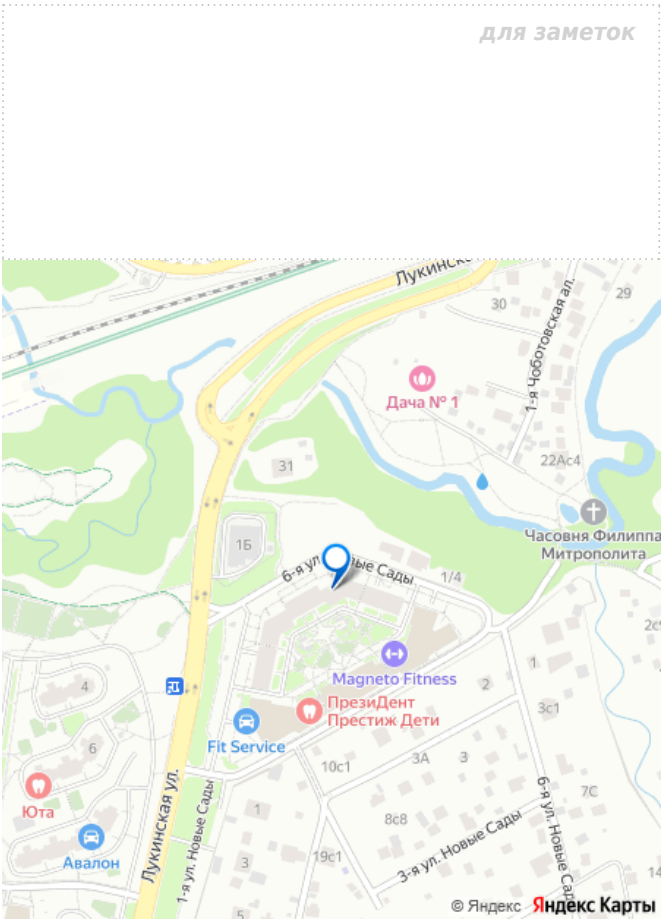 для заметок
Лукинск
30
29
1-я Чоботовская ал.
Дача № 1
31
22Ас4
1Б
Часовня Филиппа
Митрополита
6-я ул. Новые Сады
1/4
4
Magneto Fitness
2
1
ПрезиДент
Престиж Дети
3с1
Fit Service
6
10с1
3А
3
7С
Юта
1
8с8
Лукинская ул.
1-я ул. Новые Сады
Авалон
3
19с1
3-я ул. Новые Сады
6-я ул. Новые Сад
14
5
© Яндекс Яндекс Карты